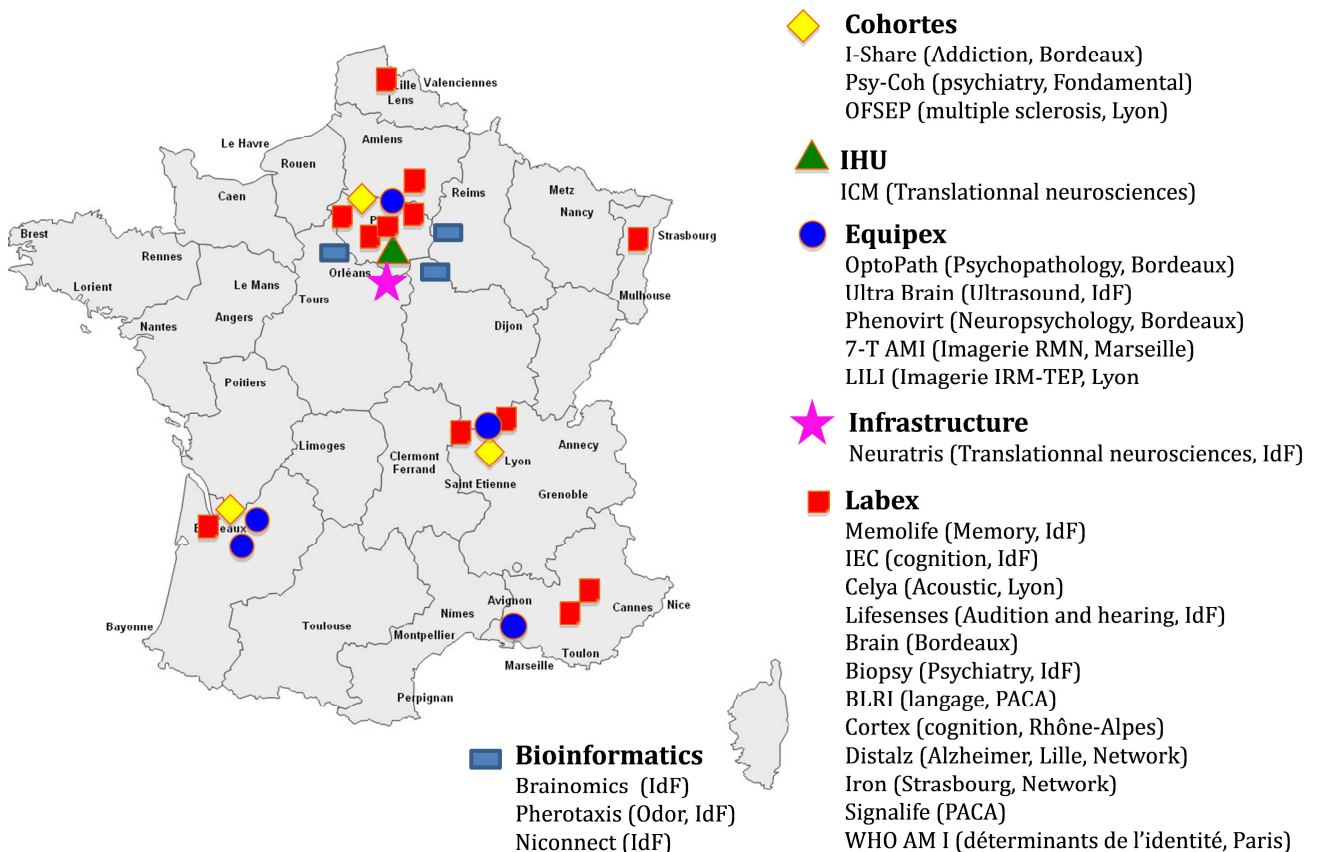 Lille
Valenciennes
Lens
Amiens
Le Havre
Rouen
Caen
Reims
Metz
Nancy
Strasbourg
Mulhouse
Brest
Rennes
Lorient
Le Mans
Orléans
Tours
Angers
Nantes
Dijon
Poitiers
Limoges
Clermont
Ferrand
Annecy
Lyon
Saint Etienne
Grenoble
Avignon
Nîmes
Cannes
Nice
Bayonne
Toulouse
Montpellier
Toulon
Marseille
Perpignan
Cohortes
I-Share (Addiction, Bordeaux)
Psy-Coh (psychiatry, Fondamental)
OFSEP (multiple sclerosis, Lyon)
IHU
ICM (Translationnal neurosciences)
Equipex
OptoPath (Psychopathology, Bordeaux)
Ultra Brain (Ultrasound, IdF)
Phenovirt (Neuropsychology, Bordeaux)
7-T AMI (Imagerie RMN, Marseille)
LILI (Imagerie IRM-TEP, Lyon
Infrastructure
Neuratris (Translationnal neurosciences, IdF)
Labex
Memolife (Memory, IdF)
IEC (cognition, IdF)
Celya (Acoustic, Lyon)
Lifesenses (Audition and hearing, IdF)
Brain (Bordeaux)
Biopsy (Psychiatry, IdF)
BLRI (langage, PACA)
Cortex (cognition, Rhône-Alpes)
Distalz (Alzheimer, Lille, Network)
Iron (Strasbourg, Network)
Signalife (PACA)
WHO AM I (déterminants de l'identité, Paris)
Bioinformatics
Brainomics (IdF)
Pherotaxis (Odor, IdF)
Niconnect (IdF)